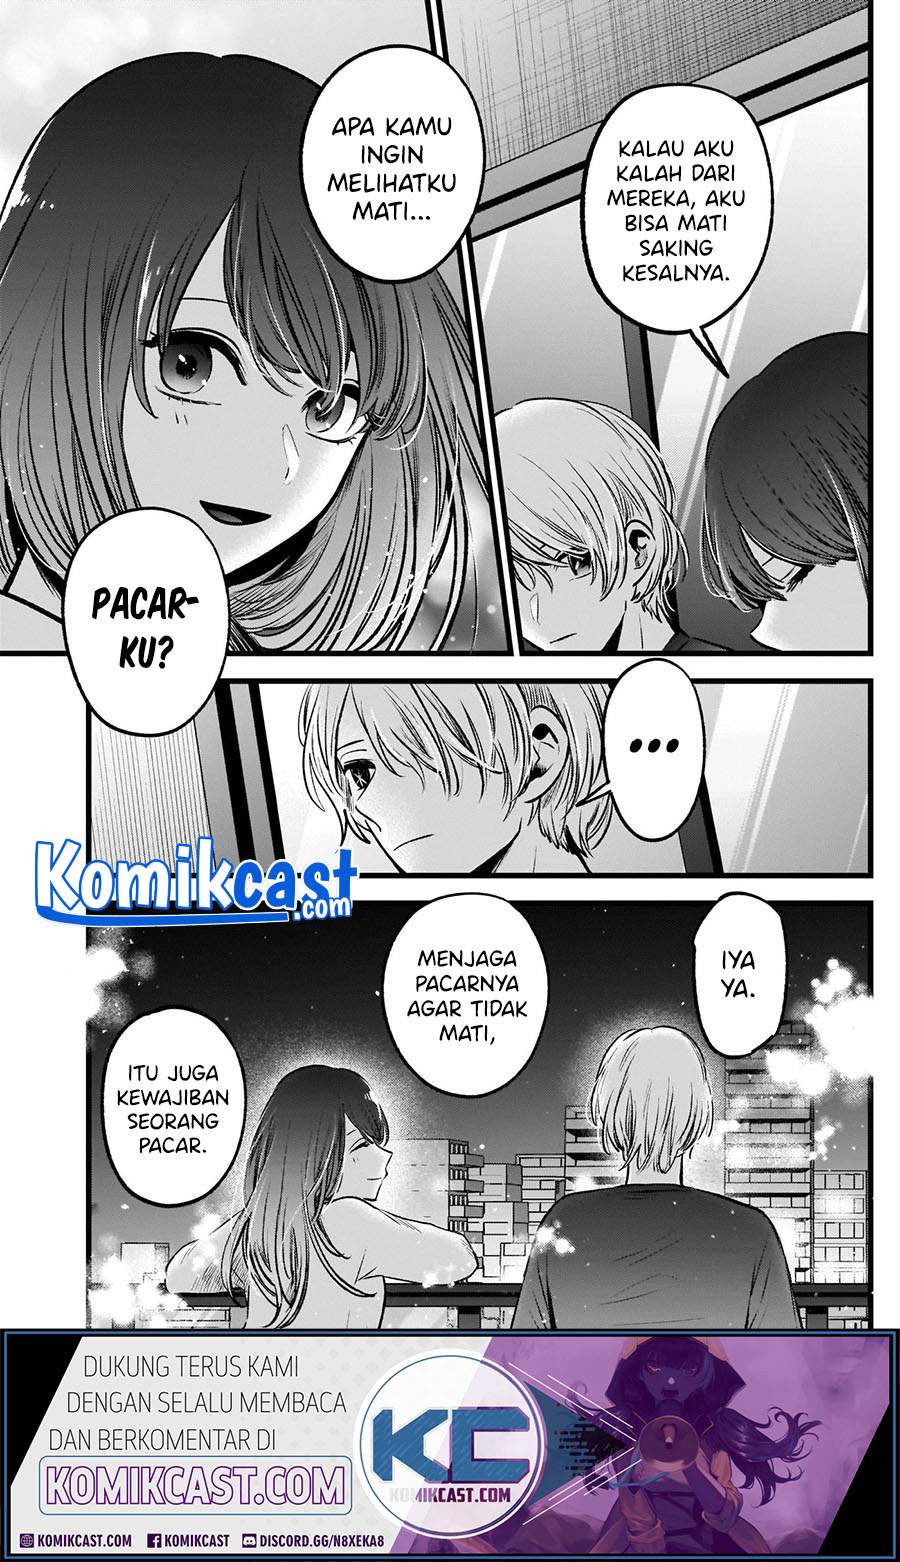 KALAU AKU
KALAH DARI
MEREKA, AKU
BISA MATI
SAKING
KESALNYA.
APA KAMU
INGIN
MELIHATKU
MATI...
PACAR-
KU?
...
Komikcast
.com
IYA
YA.
MENJAGA
PACARNYA
AGAR TIDAK
MATI,
ITU JUGA
KEWAJIBAN
SEORANG
PACAR.
DUKUNG TERUS KAMI
DENGAN SELALU MEMBACA
DAN BERKOMENTAR DI
KOMIKCAST.COM
KOMIKCAST.COM KOMIKCAST DISCORD.GG/N8XEKA8
KC
KOMIKCAST.COM